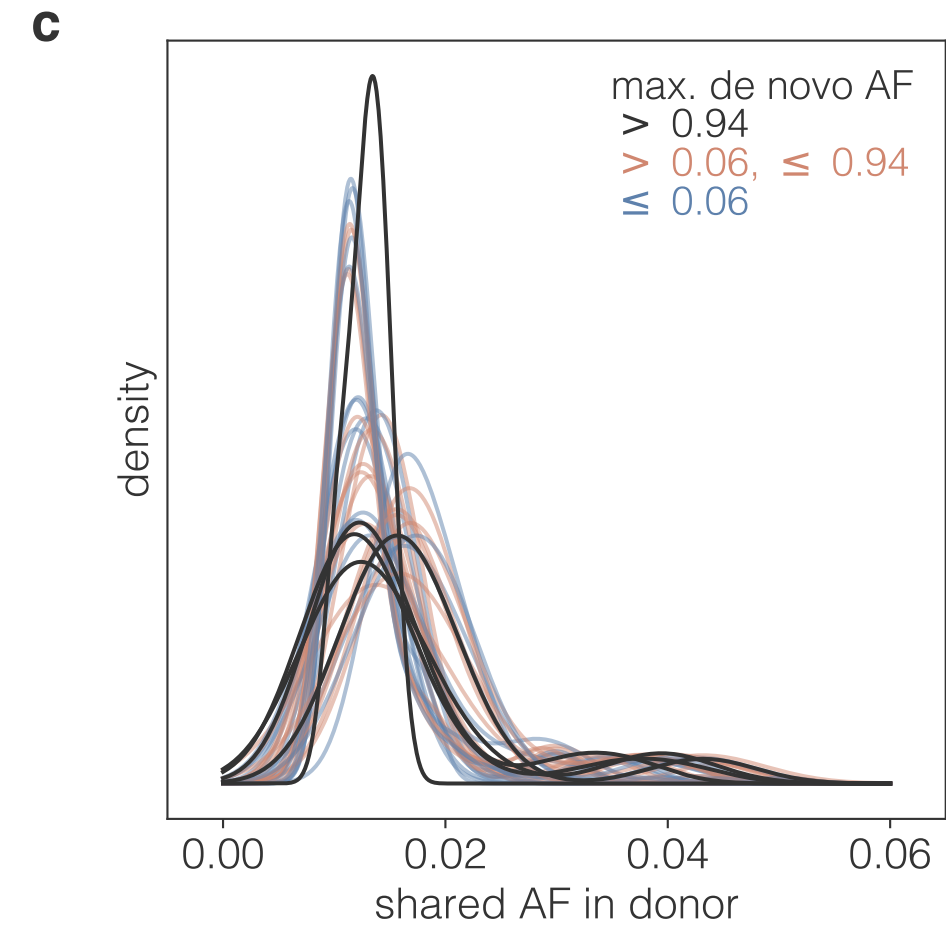 c
max. de novo AF
> 0.94
> 0.06, ≤ 0.94
≤ 0.06
density
0.00 0.02 0.04 0.06
shared AF in donor